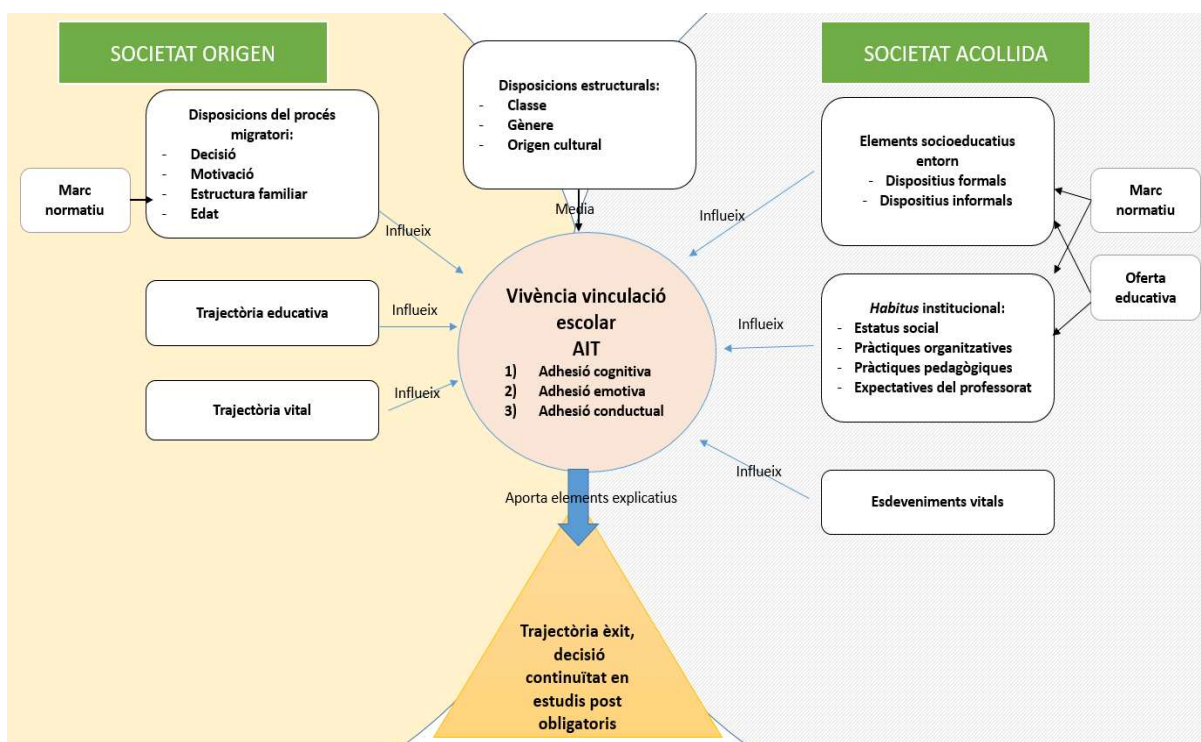 SOCIETAT ORIGEN
Disposicions del procés
migratori:
- Decisió
- Motivació
- Estructura familiar
- Edat
Marc
normatiu
Influeix
Trajectòria educativa
Influeix
Trajectòria vital
Influeix
Disposicions estructurals:
- Classe
- Gènere
- Origen cultural
Media
Vivència vinculació
escolar
AIT
1) Adhesió cognitiva
2) Adhesió emotiva
3) Adhesió conductual
Aporta elements explicatius
Trajectòria èxit,
decisió
continuïtat en
estudis post
obligatoris
SOCIETAT ACOLLIDA
Elements socioeducatius
entorn
- Dispositius formals
- Dispositius informals
Influeix
Marc
normatiu
Oferta
educativa
Habitus institucional:
- Estatus social
- Pràctiques organitzatives
- Pràctiques pedagògiques
- Expectatives del professorat
Influeix
Esdeveniments vitals
Influeix